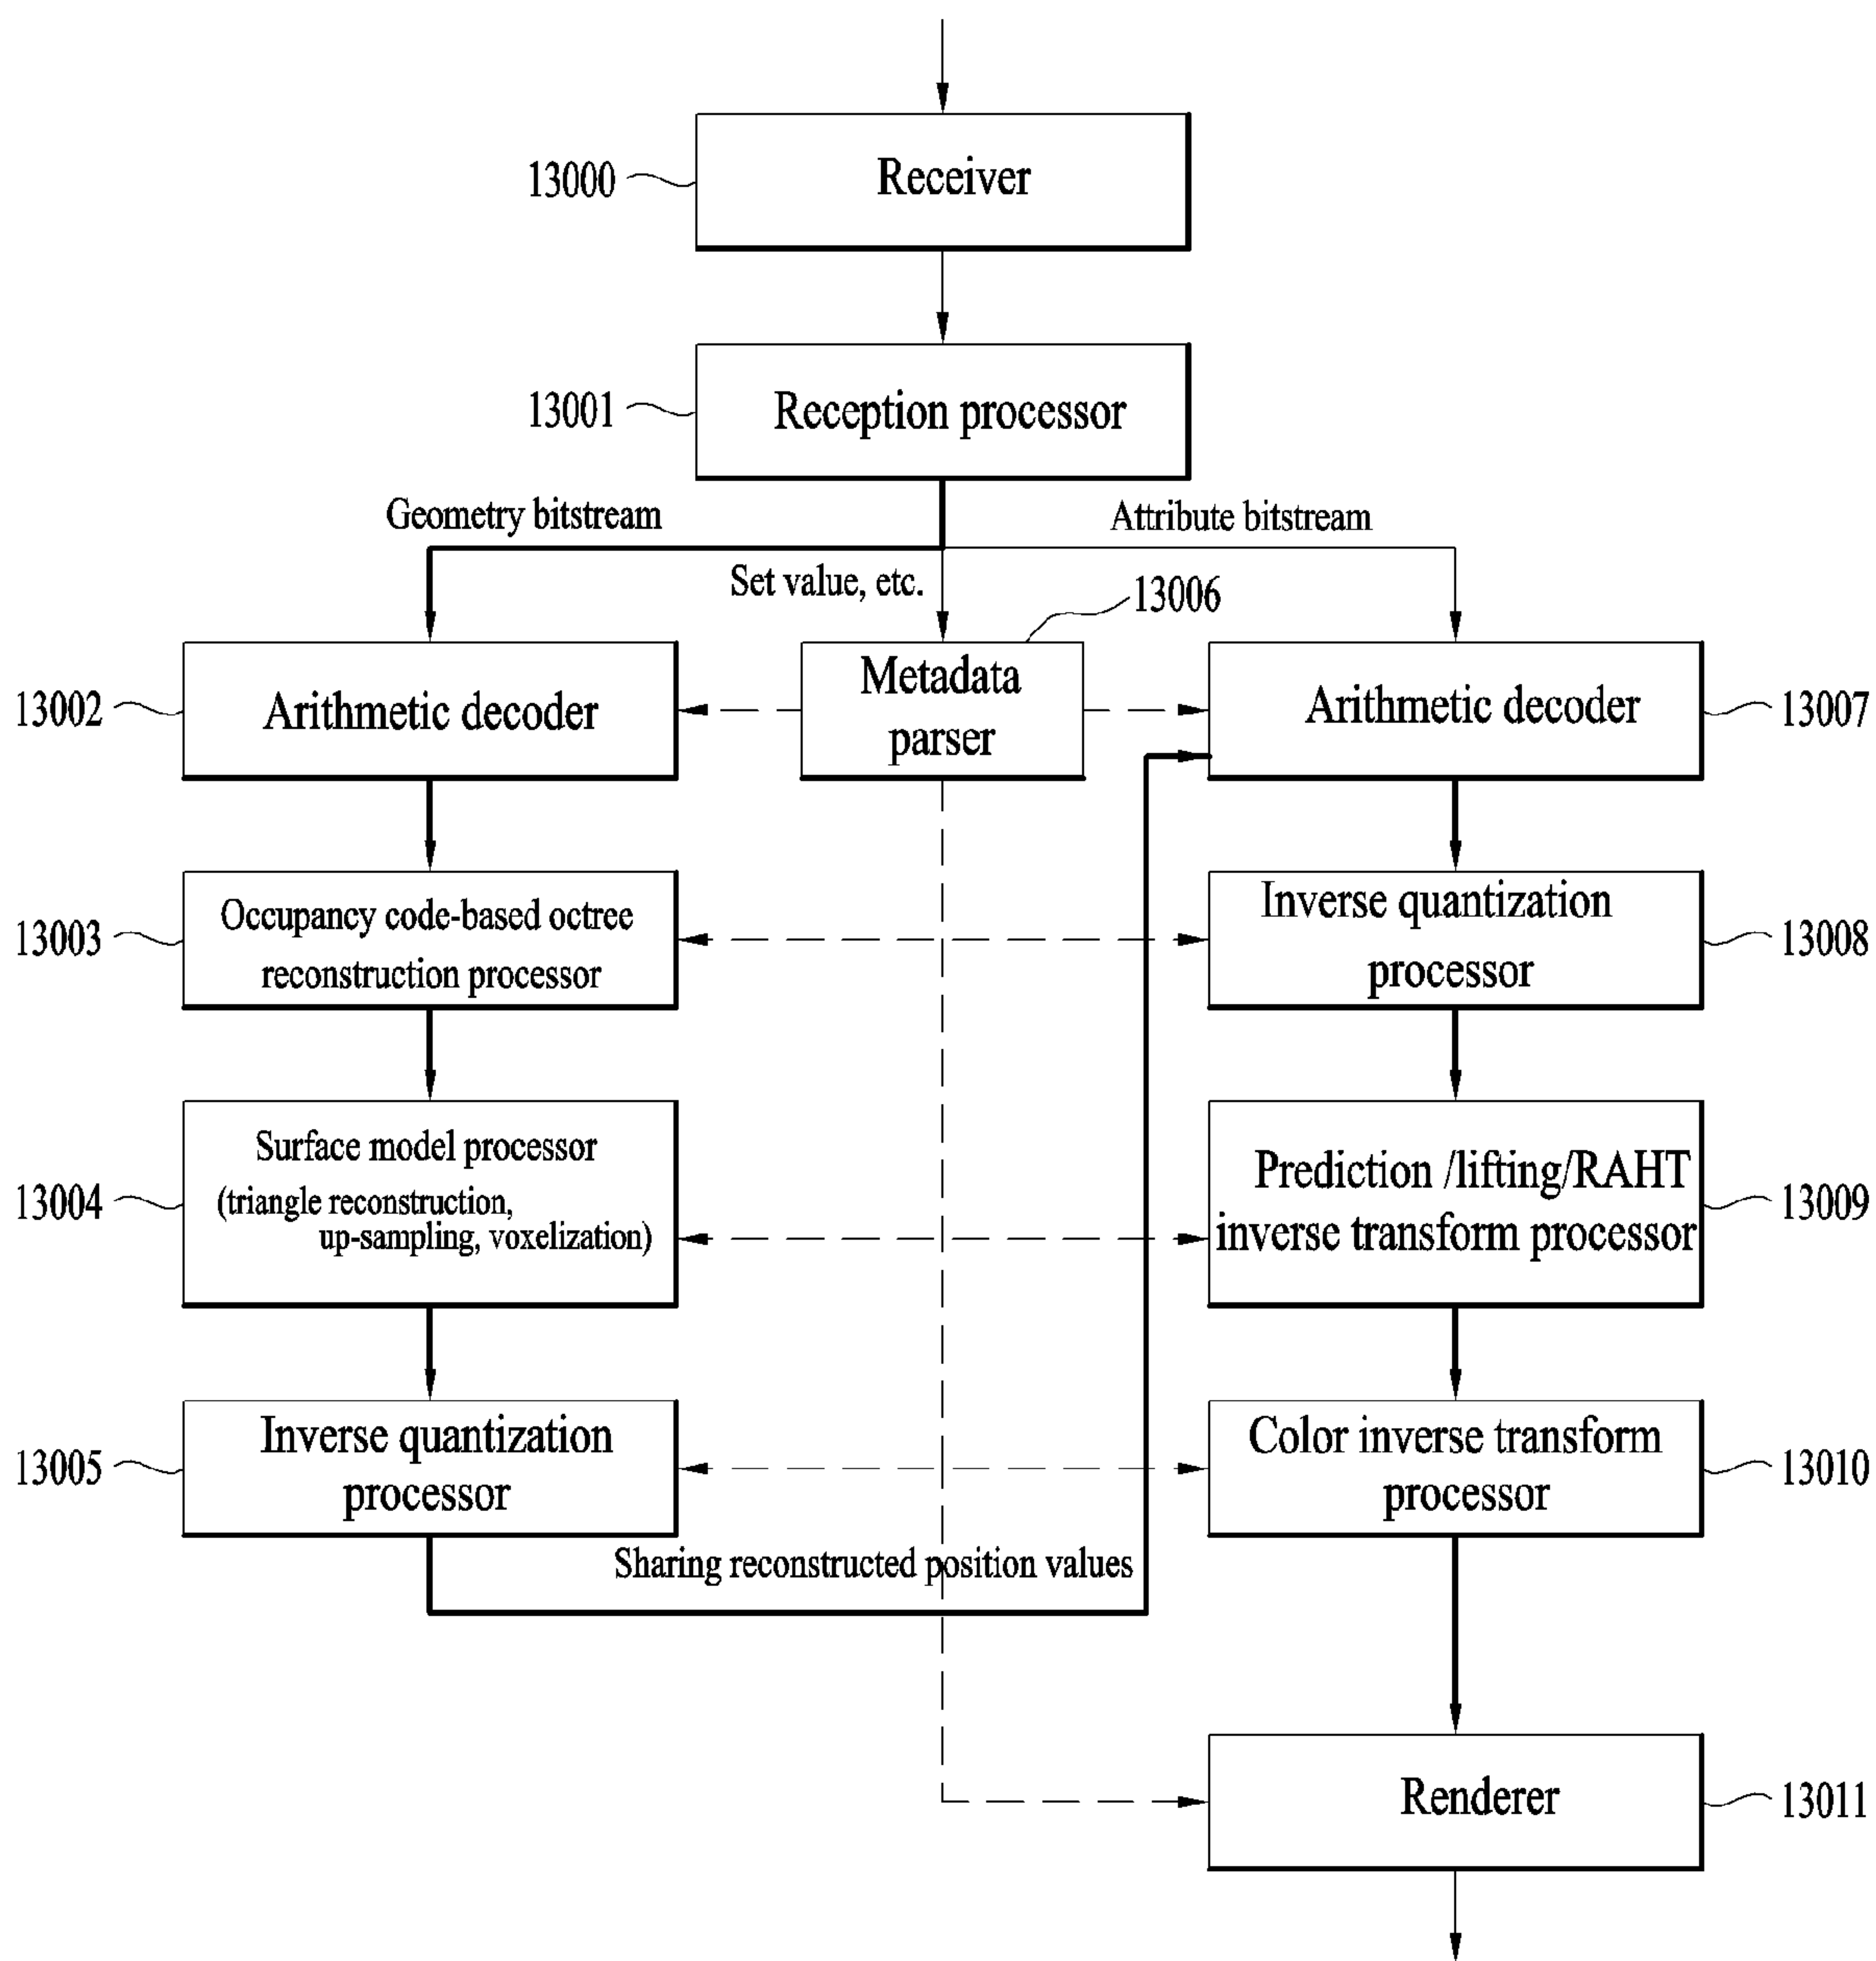 13000
Receiver
13001
Reception processor
Geometry bitstream
Attribute bitstream
Set value, etc.
13006
13002
Arithmetic decoder
Metadata
parser
Arithmetic decoder
13007
13003
Occupancy code-based octree
reconstruction processor
Inverse quantization
processor
13008
13004
Surface model processor
(triangle reconstruction,
up-sampling, voxelization)
Prediction /lifting/RAHT
inverse transform processor
13009
13005
Inverse quantization
processor
Color inverse transform
processor
13010
Sharing reconstructed position values
Renderer
13011